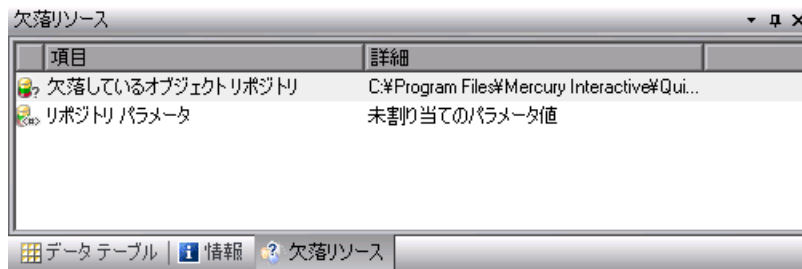 欠落リソース
項目 詳細
欠落しているオブジェクト リポジトリ C:¥Program Files¥Mercury Interactive¥Qui...
リポジトリ パラメータ 未割り当てのパラメータ値
データ テーブル 情報 欠落リソース